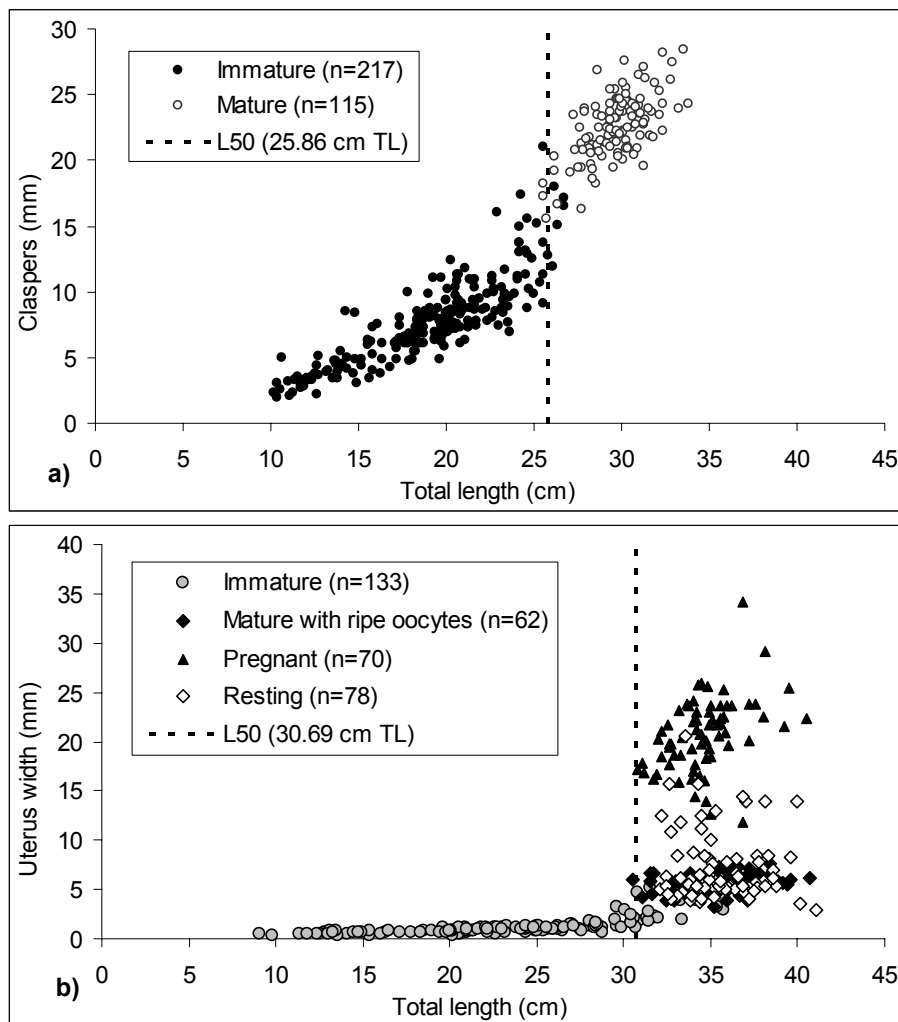 30
25
20
15
10
5
0
Claspers (mm)
Immature (n=217)
Mature (n=115)
L50 (25.86 cm TL)
a)
0 5 10 15 20 25 30 35 40 45
Total length (cm)
40
35
30
25
20
15
10
5
0
Uterus width (mm)
Immature (n=133)
Mature with ripe oocytes (n=62)
Pregnant (n=70)
Resting (n=78)
L50 (30.69 cm TL)
b)
0 5 10 15 20 25 30 35 40 45
Total length (cm)